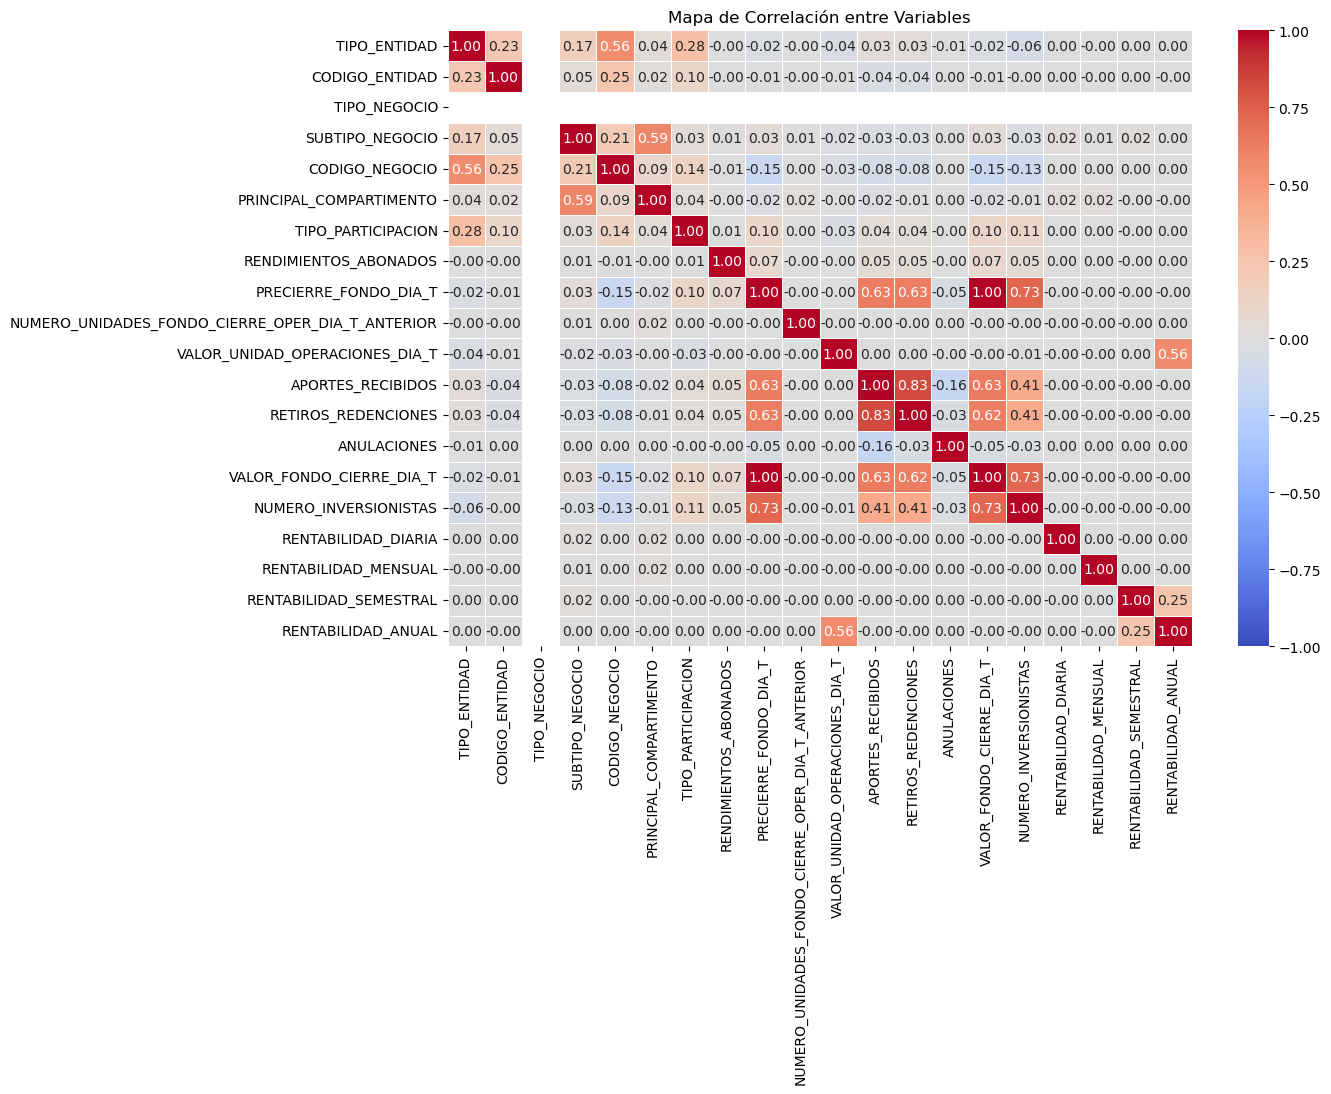 Mapa de Correlación entre Variables
TIPO_ENTIDAD 1.00 0.23 0.17 0.56 0.04 0.28 -0.00 -0.02 -0.00 -0.04 0.03 0.03 -0.01 -0.02 -0.06 0.00 -0.00 0.00 0.00
CODIGO_ENTIDAD 0.23 1.00 0.05 0.25 0.02 0.10 -0.00 -0.01 -0.00 -0.01 -0.04 -0.04 0.00 -0.01 -0.00 0.00 -0.00 0.00 -0.00
TIPO_NEGOCIO
SUBTIPO_NEGOCIO 0.17 0.05 1.00 0.21 0.59 0.03 0.01 0.03 0.01 -0.02 -0.03 -0.03 0.00 0.03 -0.03 0.02 0.01 0.02 0.00
CODIGO_NEGOCIO 0.56 0.25 0.21 1.00 0.09 0.14 -0.01 -0.15 0.00 -0.03 -0.08 -0.08 0.00 -0.15 -0.13 0.00 0.00 0.00 0.00
PRINCIPAL_COMPARTIMENTO 0.04 0.02 0.59 0.09 1.00 0.04 -0.00 -0.02 0.02 -0.00 -0.02 -0.01 0.00 -0.02 -0.01 0.02 0.02 -0.00 0.00
TIPO_PARTICIPACION 0.28 0.10 0.03 0.14 0.04 1.00 0.01 0.10 0.00 -0.03 0.04 0.04 -0.00 0.10 0.11 0.00 0.00 -0.00 0.00
RENDIMIENTOS_ABONADOS -0.00 -0.00 0.01 -0.01 -0.00 0.01 1.00 0.07 -0.00 -0.00 0.05 0.05 -0.00 0.07 0.05 0.00 -0.00 -0.00 0.00
PRECIERRE_FONDO_DIA_T -0.02 -0.01 0.03 -0.15 -0.02 0.10 0.07 1.00 -0.00 -0.00 0.63 0.63 -0.05 1.00 0.73 -0.00 -0.00 -0.00 -0.00
NUMERO_UNIDADES_FONDO_CIERRE_OPER_DIA_T_ANTERIOR -0.00 -0.00 0.01 0.00 0.02 0.00 -0.00 -0.00 1.00 -0.00 -0.00 -0.00 0.00 -0.00 -0.00 -0.00 -0.00 -0.00 0.00
VALOR_UNIDAD_OPERACIONES_DIA_T -0.04 -0.01 -0.02 -0.03 -0.00 -0.03 -0.00 -0.00 -0.00 1.00 0.00 0.00 -0.00 -0.00 -0.01 -0.00 -0.00 0.00 0.56
APORTES_RECIBIDOS 0.03 -0.04 -0.03 -0.08 -0.02 0.04 0.05 0.63 -0.00 0.00 1.00 0.83 -0.16 0.63 0.41 -0.00 -0.00 -0.00 -0.00
RETIROS_REDENCIONES 0.03 -0.04 -0.03 -0.08 -0.01 0.04 0.05 0.63 -0.00 0.00 0.83 1.00 -0.03 0.62 0.41 -0.00 -0.00 -0.00 -0.00
ANULACIONES -0.01 0.00 0.00 0.00 0.00 -0.00 -0.00 -0.05 0.00 -0.00 -0.16 -0.03 1.00 -0.05 -0.03 0.00 0.00 0.00 0.00
VALOR_FONDO_CIERRE_DIA_T -0.02 -0.01 0.03 -0.15 -0.02 0.10 0.07 1.00 -0.00 -0.00 0.63 0.62 -0.05 1.00 0.73 -0.00 -0.00 -0.00 -0.00
NUMERO_INVERSIONISTAS -0.06 -0.00 -0.03 -0.13 -0.01 0.11 0.05 0.73 -0.00 -0.01 0.41 0.41 -0.03 0.73 1.00 -0.00 -0.00 -0.00 -0.00
RENTABILIDAD_DIARIA 0.00 0.00 0.02 0.00 0.02 0.00 0.00 -0.00 -0.00 -0.00 -0.00 -0.00 0.00 -0.00 -0.00 1.00 0.00 -0.00 0.00
RENTABILIDAD_MENSUAL -0.00 -0.00 0.01 0.00 0.02 0.00 -0.00 -0.00 -0.00 -0.00 -0.00 -0.00 0.00 -0.00 -0.00 0.00 1.00 0.00 -0.00
RENTABILIDAD_SEMESTRAL 0.00 0.00 0.02 0.00 -0.00 -0.00 -0.00 -0.00 -0.00 0.00 -0.00 -0.00 0.00 -0.00 -0.00 -0.00 0.00 1.00 0.25
RENTABILIDAD_ANUAL 0.00 -0.00 0.00 0.00 0.00 0.00 0.00 -0.00 0.00 0.56 -0.00 -0.00 0.00 -0.00 -0.00 0.00 -0.00 0.25 1.00
TIPO_ENTIDAD
CODIGO_ENTIDAD
TIPO_NEGOCIO
SUBTIPO_NEGOCIO
CODIGO_NEGOCIO
PRINCIPAL_COMPARTIMENTO
TIPO_PARTICIPACION
RENDIMIENTOS_ABONADOS
PRECIERRE_FONDO_DIA_T
NUMERO_UNIDADES_FONDO_CIERRE_OPER_DIA_T_ANTERIOR
VALOR_UNIDAD_OPERACIONES_DIA_T
APORTES_RECIBIDOS
RETIROS_REDENCIONES
ANULACIONES
VALOR_FONDO_CIERRE_DIA_T
NUMERO_INVERSIONISTAS
RENTABILIDAD_DIARIA
RENTABILIDAD_MENSUAL
RENTABILIDAD_SEMESTRAL
RENTABILIDAD_ANUAL
1.00
0.75
0.50
0.25
0.00
−0.25
−0.50
−0.75
−1.00